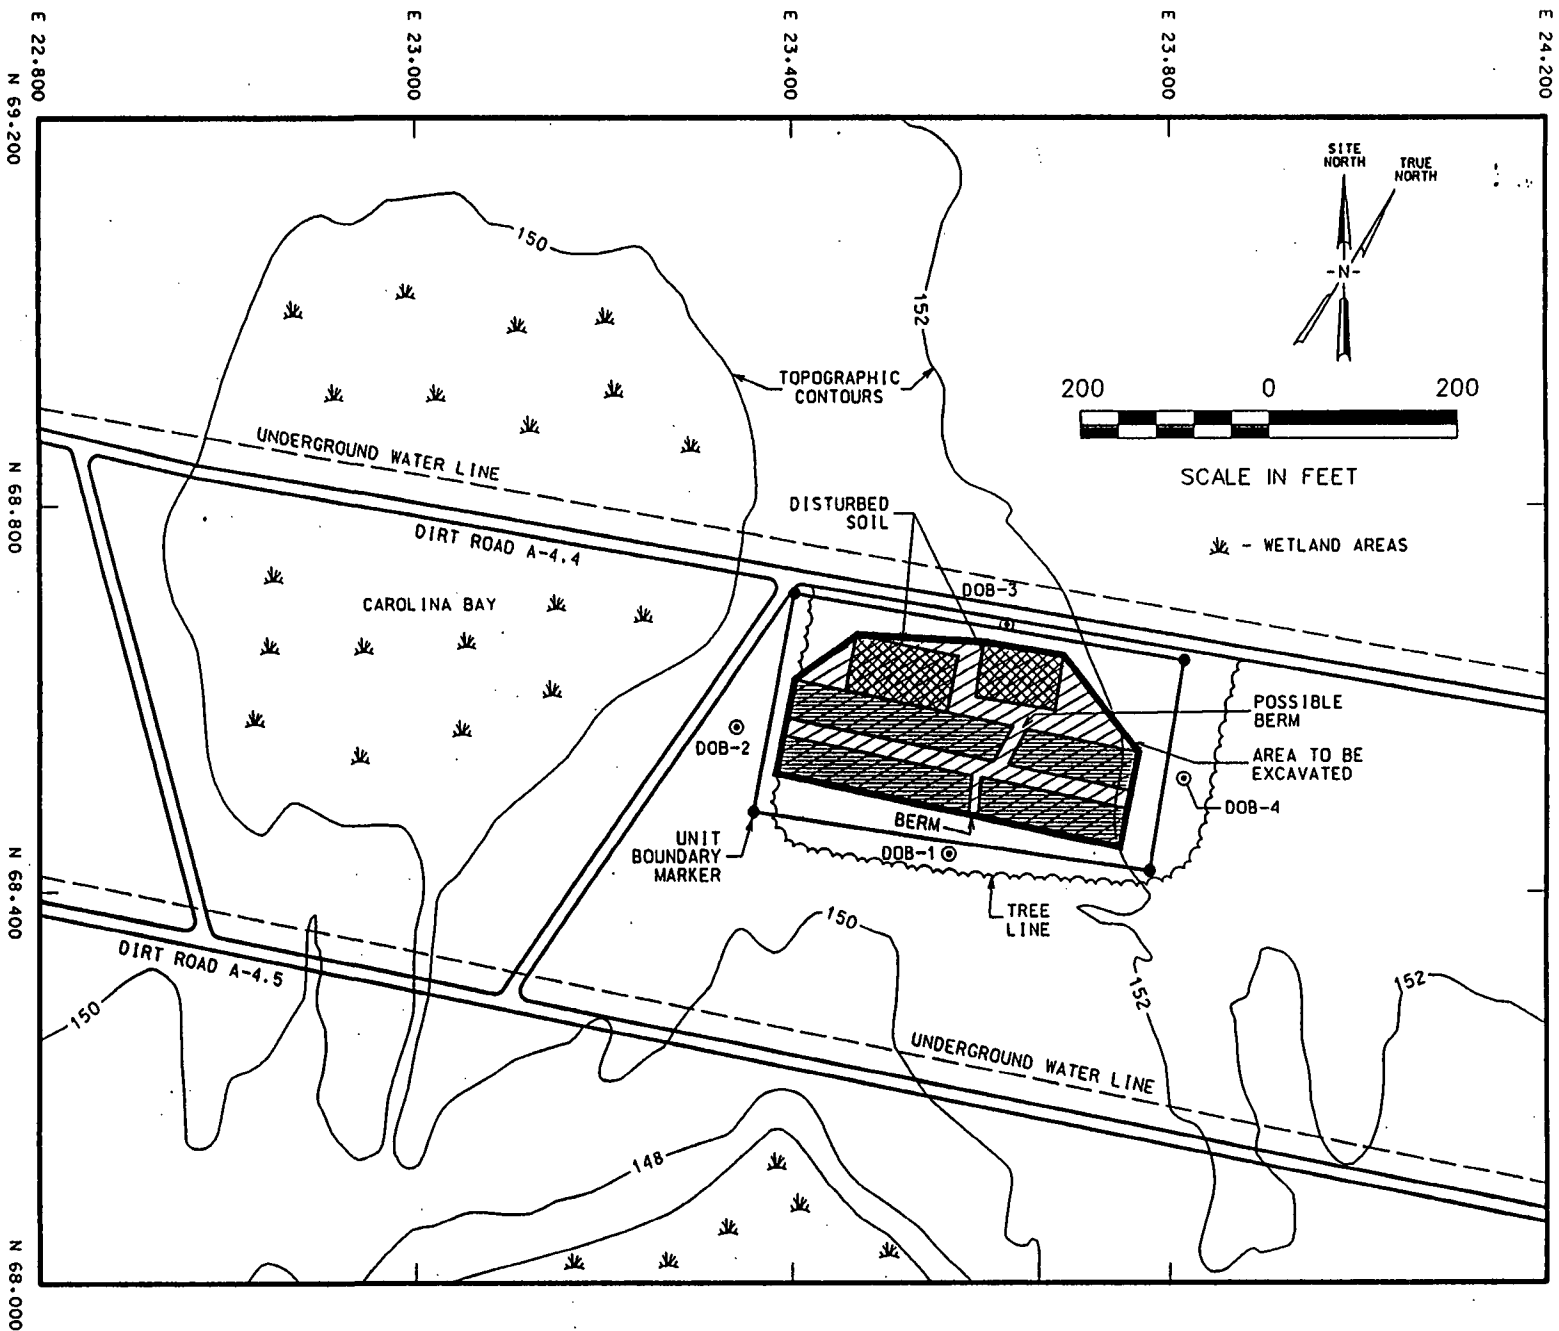 E 22.800
E 23.000
E 23.400
E 23.800
E 24.200
N 69.200
N 68.800
N 68.400
N 68.000
SITE
NORTH
TRUE
NORTH
-N-
200 0 200
SCALE IN FEET
- WETLAND AREAS
150
152
TOPOGRAPHIC
CONTOURS
UNDERGROUND WATER LINE
DIRT ROAD A-4.4
DISTURBED
SOIL
CAROLINA BAY
DOB-3
DOB-2
POSSIBLE
BERM
AREA TO BE
EXCAVATED
DOB-4
BERM
DOB-1
UNIT
BOUNDARY
MARKER
TREE
LINE
150
DIRT ROAD A-4.5
150
152
152
UNDERGROUND WATER LINE
148